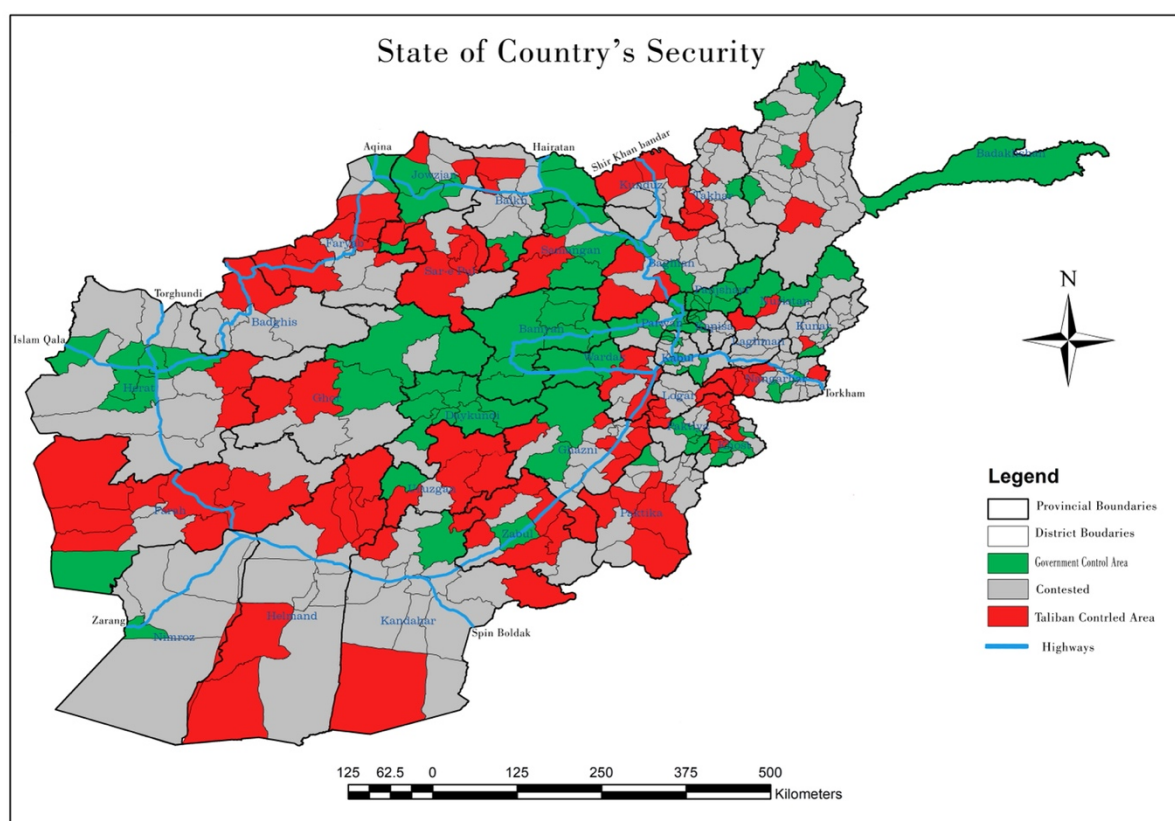 State of Country's Security
Aqina
Hairatan
Shir Khan bandar
Badakhshan
Jowzjan
Kunduz
Balkh
Takhar
Faryab
Samangan
Sar-e Pul
Baghlan
N
Torghundi
Panjsher
Nuristan
Badghis
Bamyan
Parwan
Kapisa
Kunar
Islam Qala
Laghman
Wardak
Kabul
Herat
Nangarhar
Torkham
Ghor
Logar
Daykundi
Paktya
Ghazni
Legend
Uruzgan
Provincial Boundaries
Farah
Paktika
District Boudaries
Zabul
Government Control Area
Contested
Helmand
Taliban Contrled Area
Zarang
Kandahar
Spin Boldak
Nimroz
Highways
125 62.5 0 125 250 375 500
Kilometers